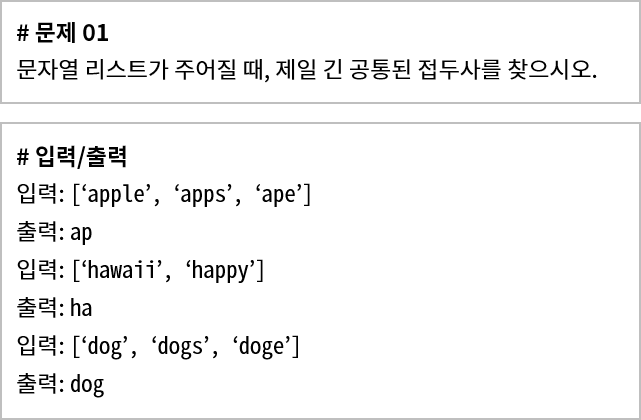 # 문제 01
문자열 리스트가 주어질 때, 제일 긴 공통된 접두사를 찾으시오.
# 입력/출력
입력: [‘apple’, ‘apps’, ‘ape’]
출력: ap
입력: [‘hawaii’, ‘happy’]
출력: ha
입력: [‘dog’, ‘dogs’, ‘doge’]
출력: dog